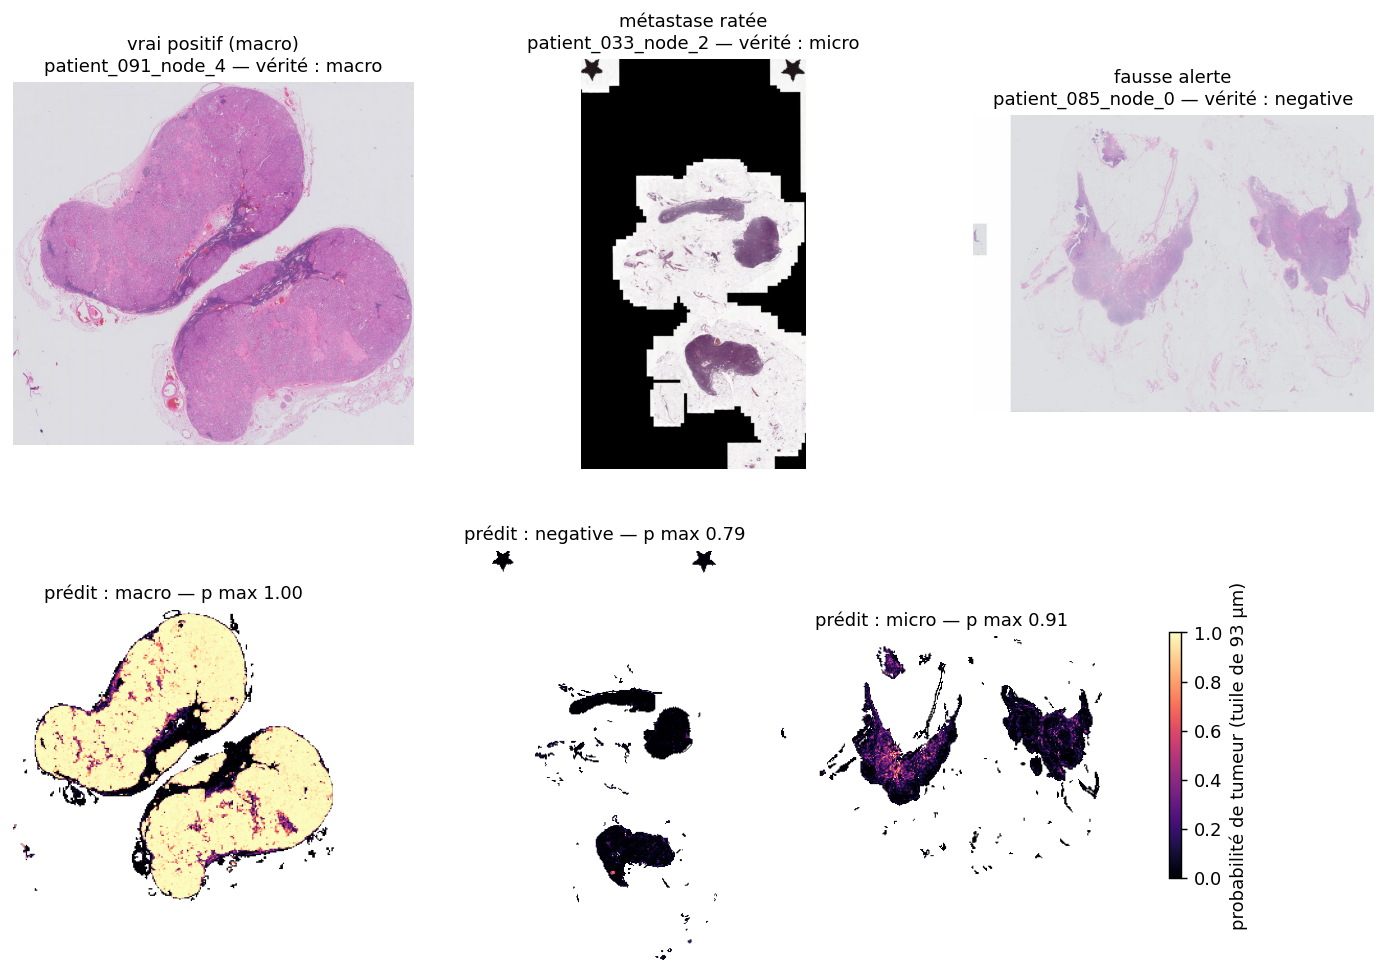 vrai positif (macro)
patient_091_node_4 — vérité : macro
métastase ratée
patient_033_node_2 — vérité : micro
fausse alerte
patient_085_node_0 — vérité : negative
prédit : macro — p max 1.00
prédit : negative — p max 0.79
prédit : micro — p max 0.91
1.0
0.8
0.6
0.4
0.2
0.0
probabilité de tumeur (tuile de 93 µm)